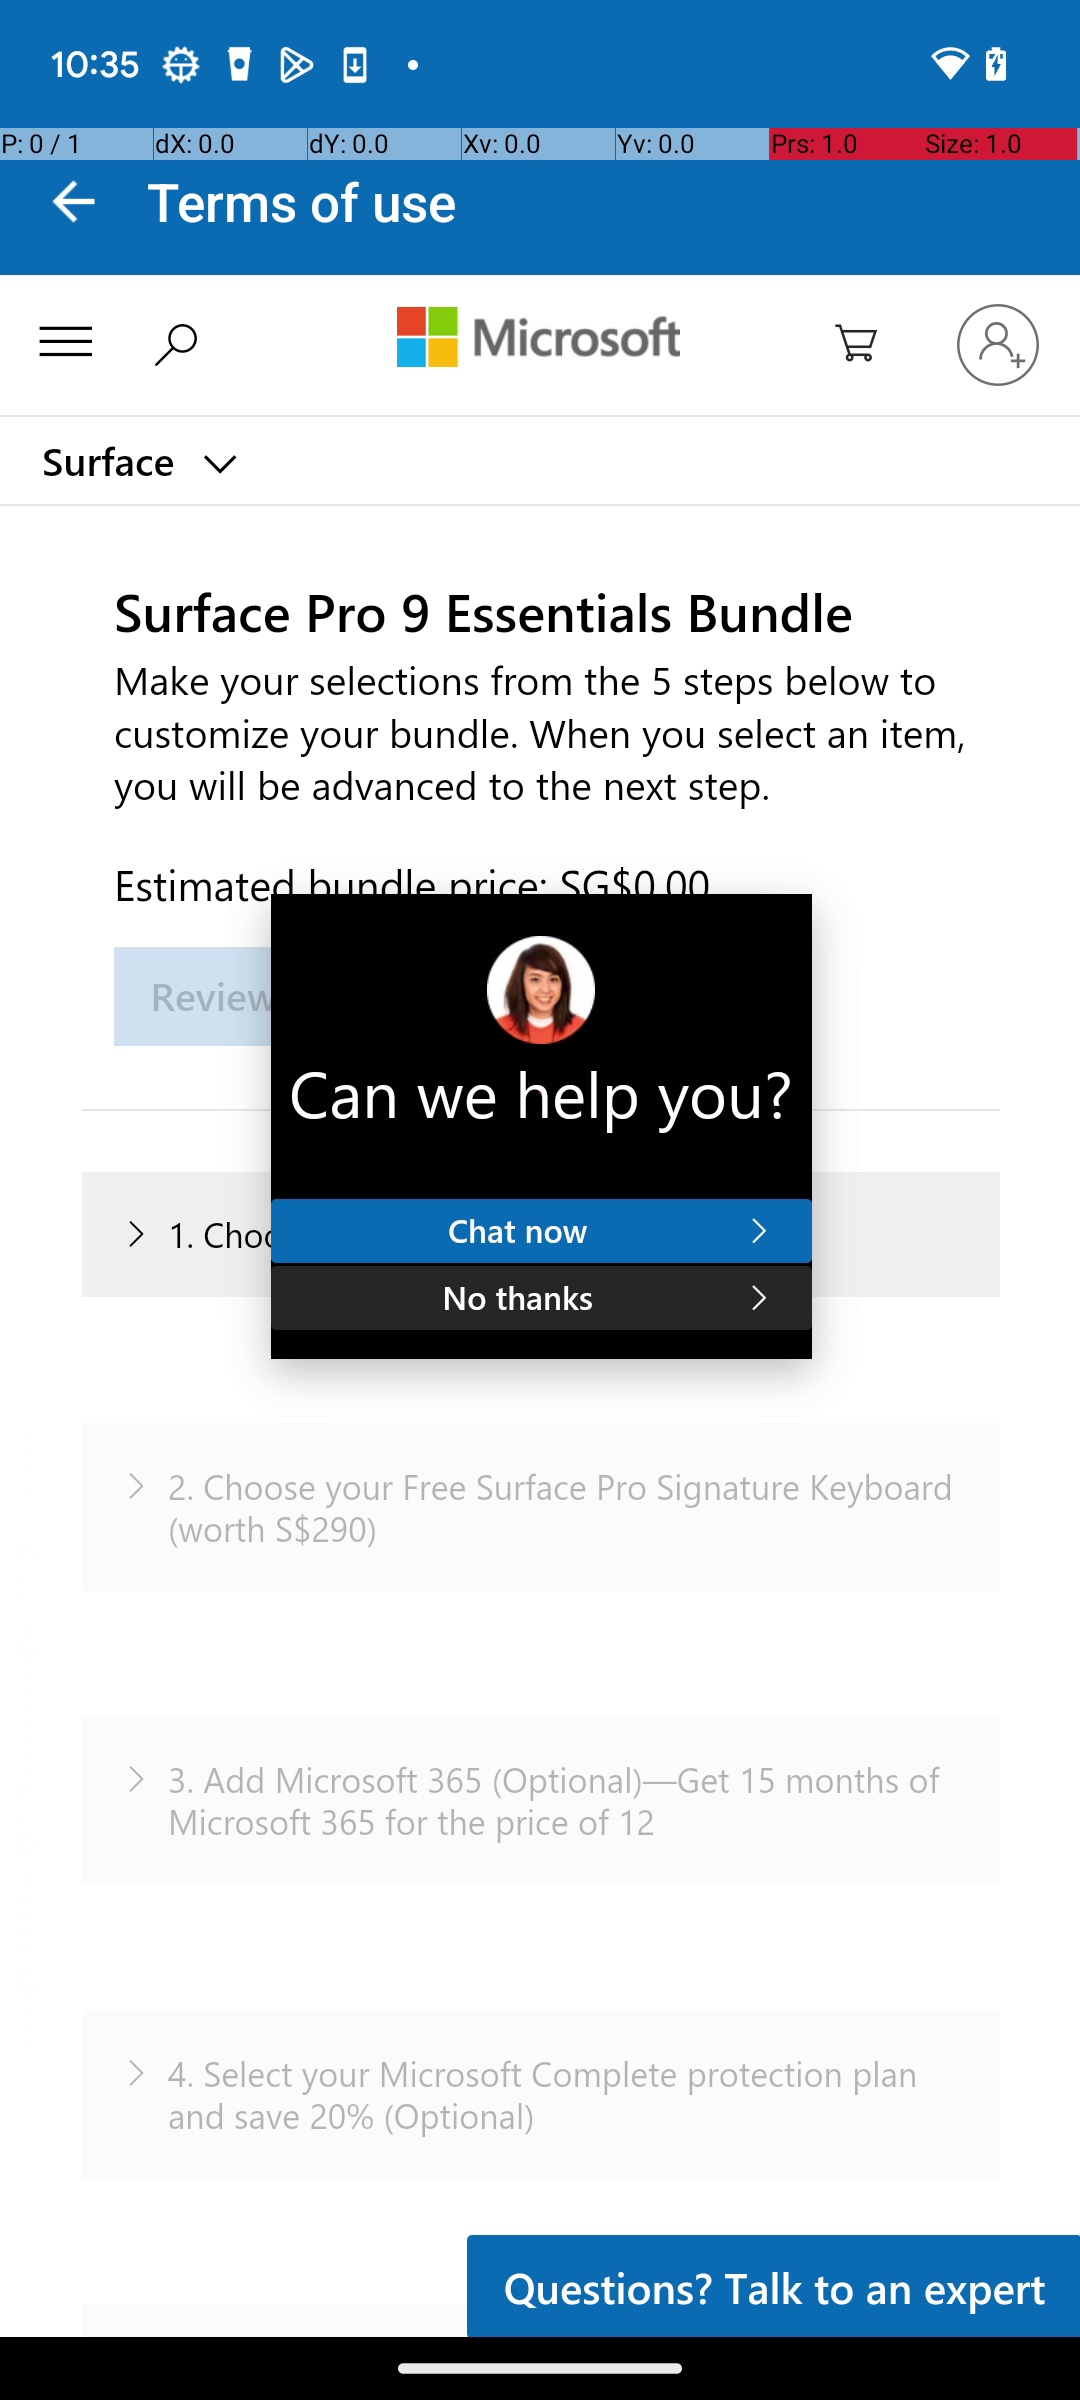 10:35
P: 0 / 1 dX: 0.0 dY: 0.0 Xv: 0.0 Yv: 0.0 Prs: 1.0 Size: 1.0
Terms of use
Microsoft
Surface
Surface Pro 9 Essentials Bundle
Make your selections from the 5 steps below to
customize your bundle. When you select an item,
you will be advanced to the next step.
Estimated bundle price: SG$0.00
Review
Can we help you?
1.
Chat now
No thanks
2. Choose your Free Surface Pro Signature Keyboard
(worth S$290)
3. Add Microsoft 365 (Optional)—Get 15 months of
Microsoft 365 for the price of 12
4. Select your Microsoft Complete protection plan
and save 20% (Optional)
Questions? Talk to an expert